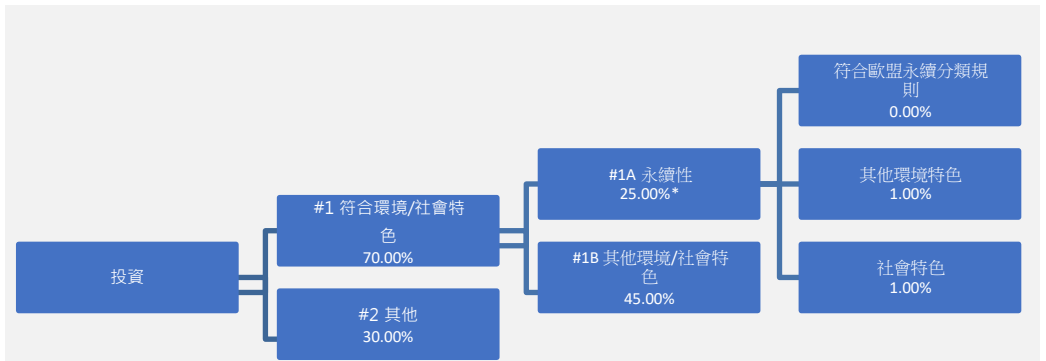 投資
#1 符合環境/社會特
色
70.00%
#2 其他
30.00%
#1A 永續性
25.00%*
#1B 其他環境/社會特
色
45.00%
符合歐盟永續分類規
則
0.00%
其他環境特色
1.00%
社會特色
1.00%